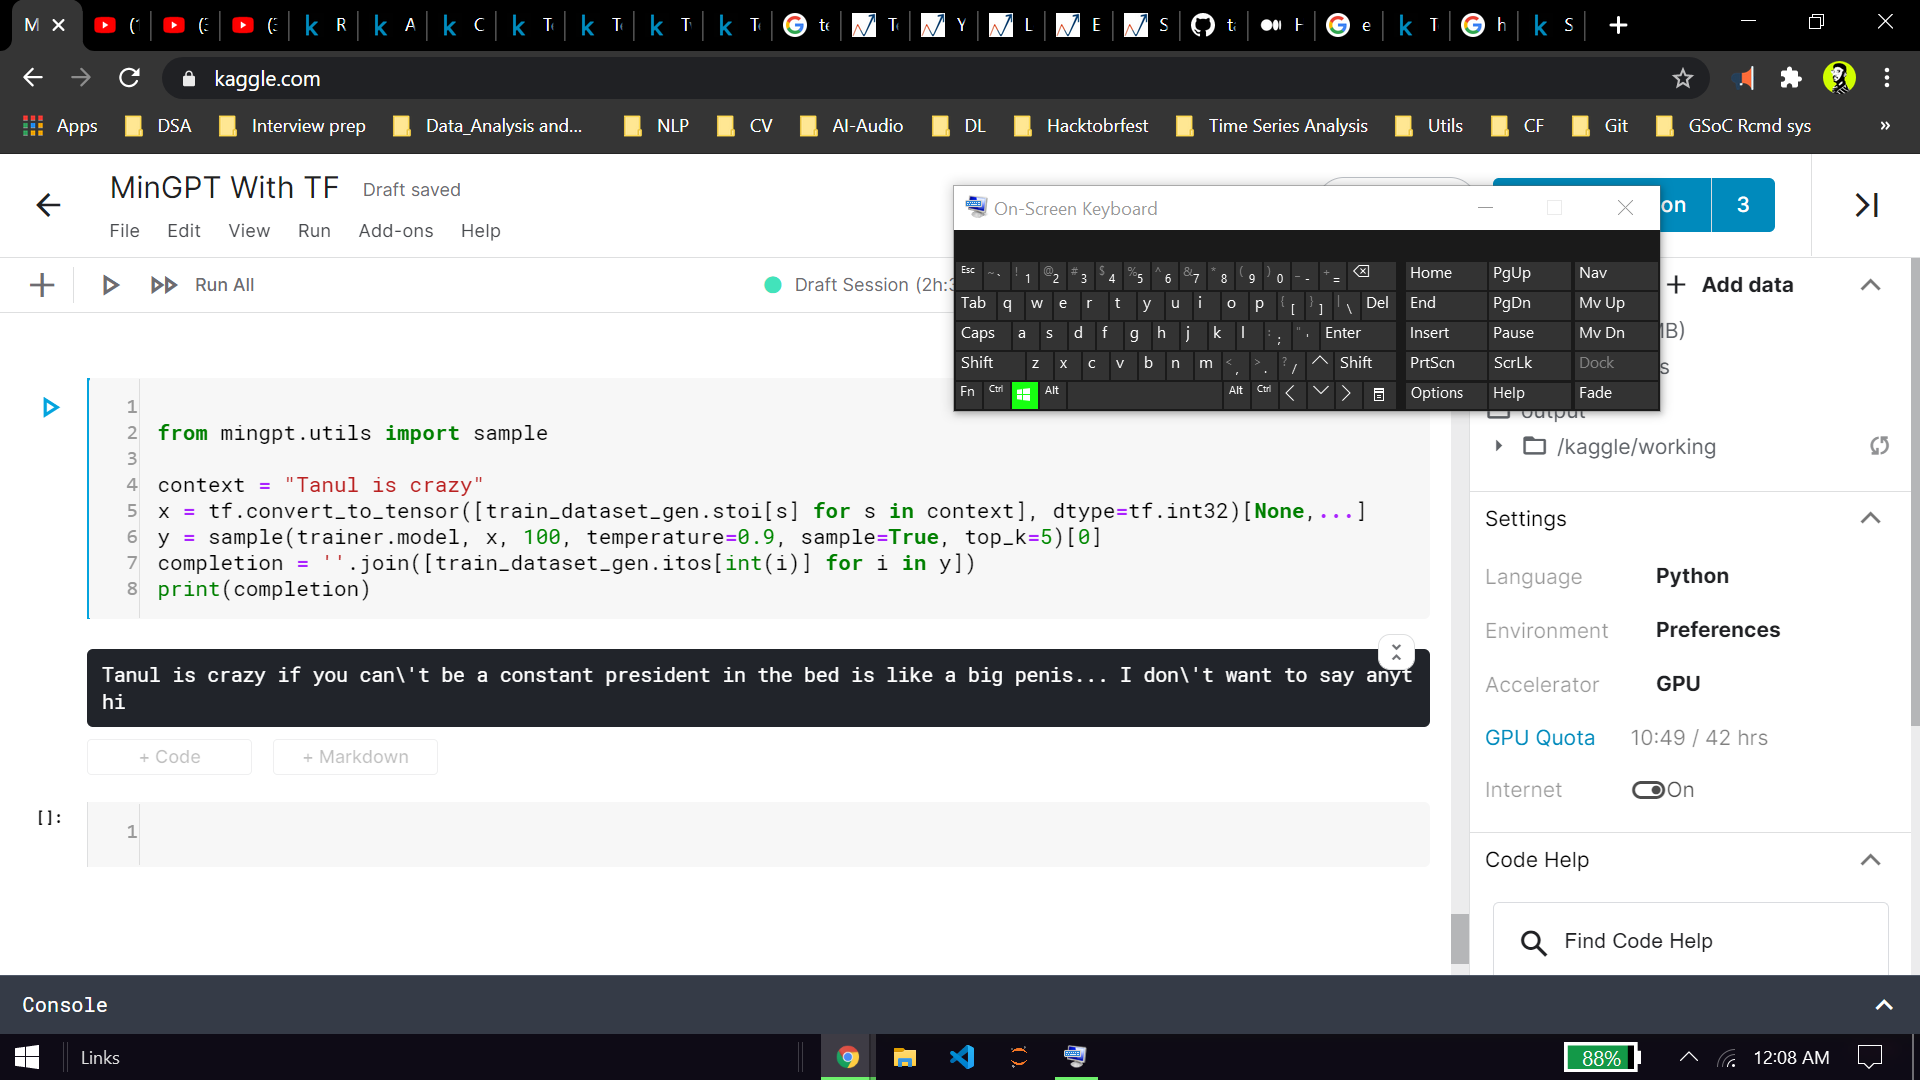 M
(1
(3
(3
R
A
C
To
To
Tv
To
te
To
Y
L
E
S
ta
H
e
T
h
S
kaggle.com
Apps
DSA
Interview prep
Data_Analysis and...
NLP
CV
AI-Audio
DL
Hacktobrfest
Time Series Analysis
Utils
CF
Git
GSoC Rcmd sys
»
MinGPT With TF
Draft saved
File Edit View Run Add-ons Help
on
3
Run All
Draft Session (2h:3
On-Screen Keyboard
Esc ~ ` ! 1 @ 2 # 3 $ 4 % 5 ^ 6 & 7 * 8 ( 9 ) 0 _ - + = Home PgUp Nav
Tab q w e r t y u i o p { [ } ] | \ Del End PgDn Mv Up
Caps a s d f g h j k l : ; " ' Enter Insert Pause Mv Dn
Shift z x c v b n m < , > . ? / Shift PrtScn ScrLk Dock
Fn Ctrl Alt Alt Ctrl Options Help Fade
+ Add data
MB)
s
output
/kaggle/working
1
2 from mingpt.utils import sample
3
4 context = "Tanul is crazy"
5 x = tf.convert_to_tensor([train_dataset_gen.stoi[s] for s in context], dtype=tf.int32)[None,...]
6 y = sample(trainer.model, x, 100, temperature=0.9, sample=True, top_k=5)[0]
7 completion = ''.join([train_dataset_gen.itos[int(i)] for i in y])
8 print(completion)
Tanul is crazy if you can\'t be a constant president in the bed is like a big penis... I don\'t want to say anyt
hi
+ Code
+ Markdown
[]:
1
Settings
Language Python
Environment Preferences
Accelerator GPU
GPU Quota 10:49 / 42 hrs
Internet On
Code Help
Find Code Help
Console
Links
88%
12:08 AM